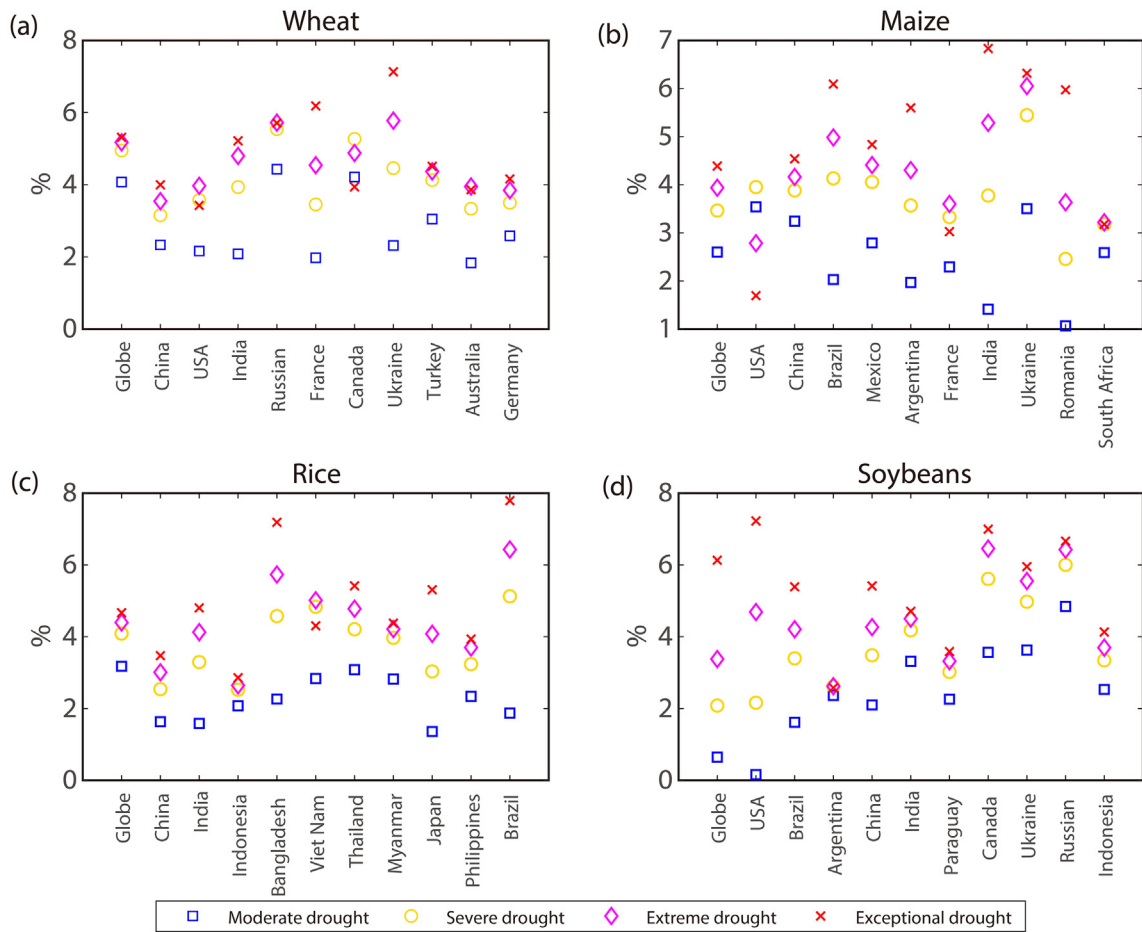 (a)
Wheat
8
6
4
2
0
%
Globe
China
USA
India
Russian
France
Canada
Ukraine
Turkey
Australia
Germany
(b)
Maize
7
6
5
4
3
2
1
%
Globe
USA
China
Brazil
Mexico
Argentina
France
India
Ukraine
Romania
South Africa
(c)
Rice
8
6
4
2
0
%
Globe
China
India
Indonesia
Bangladesh
Viet Nam
Thailand
Myanmar
Japan
Philippines
Brazil
(d)
Soybeans
8
6
4
2
0
%
Globe
USA
Brazil
Argentina
China
India
Paraguay
Canada
Ukraine
Russian
Indonesia
Moderate drought Severe drought Extreme drought Exceptional drought